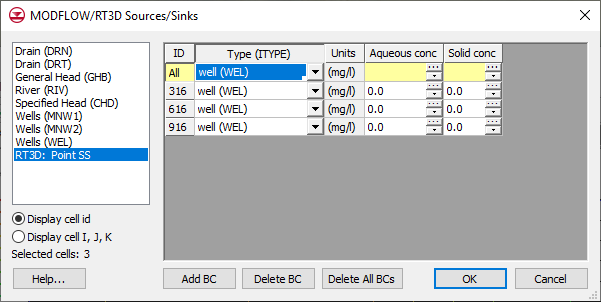 MODFLOW/RT3D Sources/Sinks
Drain (DRN)
Drain (DRT)
General Head (GHB)
River (RIV)
Specified Head (CHD)
Wells (MNW1)
Wells (MNW2)
Wells (WEL)
RT3D: Point SS
Display cell id
Display cell I, J, K
Selected cells: 3
ID Type (ITYPE) Units Aqueous conc Solid conc
All well (WEL) (mg/l)
316 well (WEL) (mg/l) 0.0 0.0
616 well (WEL) (mg/l) 0.0 0.0
916 well (WEL) (mg/l) 0.0 0.0
Help... Add BC Delete BC Delete All BCs OK Cancel